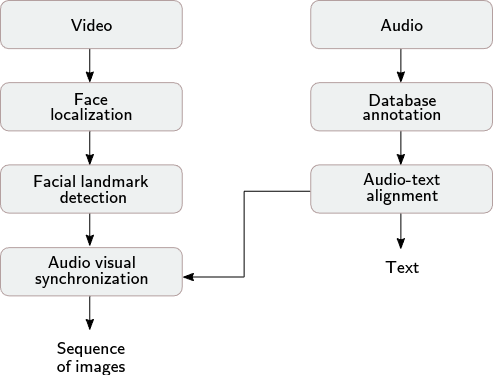 Video
Audio
Face
localization
Database
annotation
Facial landmark
detection
Audio-text
alignment
Audio visual
synchronization
Text
Sequence
of images